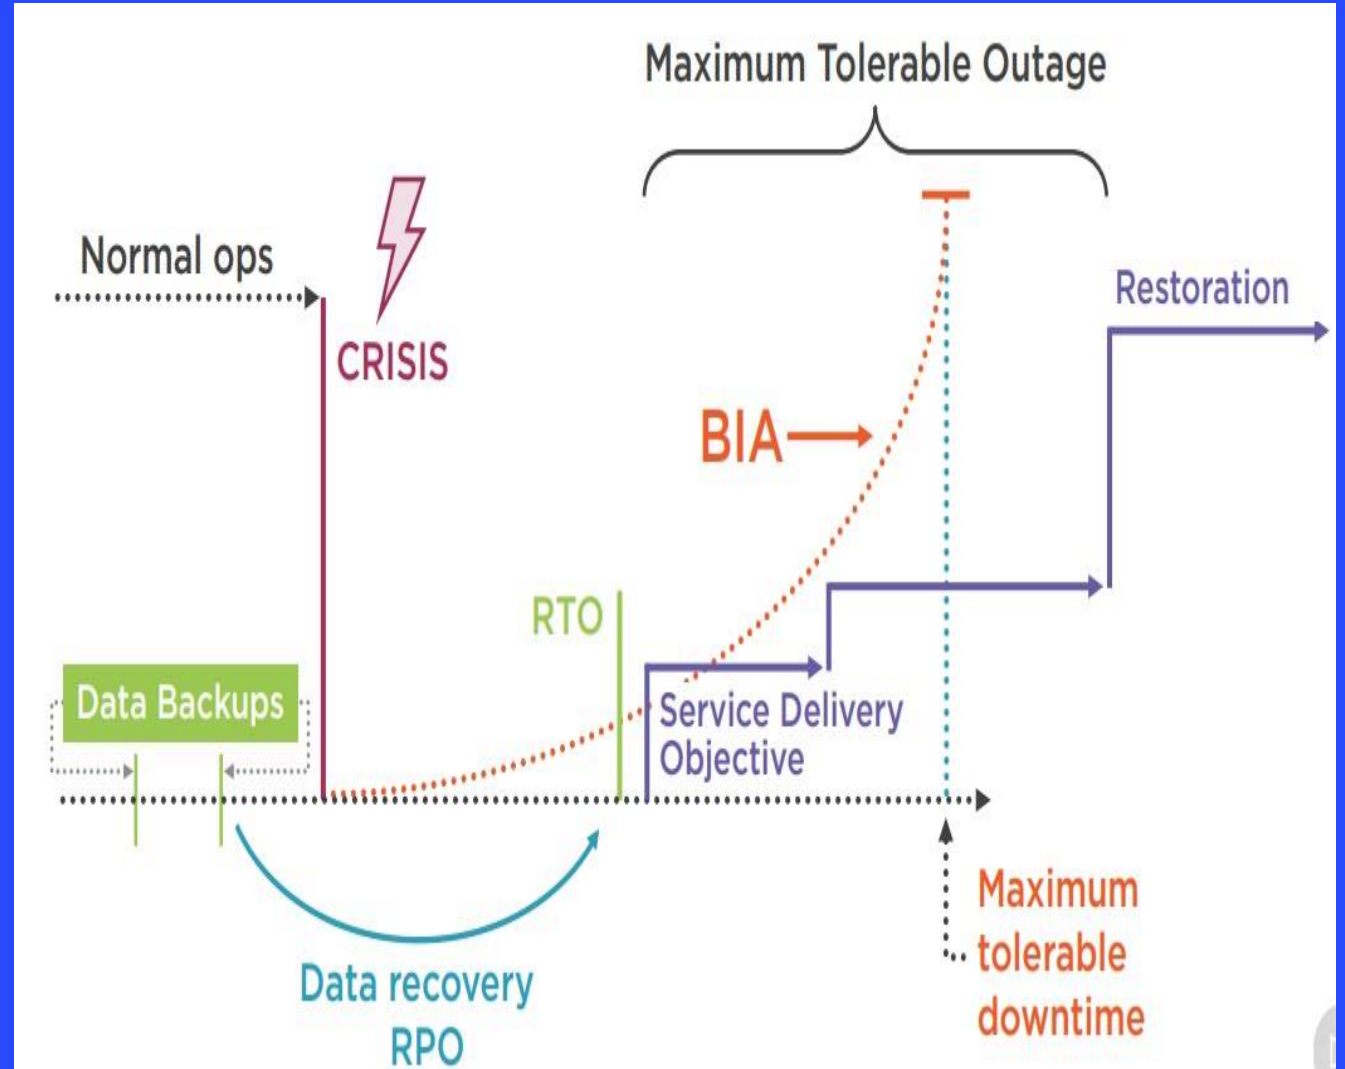 Maximum Tolerable Outage
Normal ops
CRISIS
Restoration
BIA
RTO
Data Backups
Service Delivery
Objective
Data recovery
RPO
Maximum
tolerable
downtime